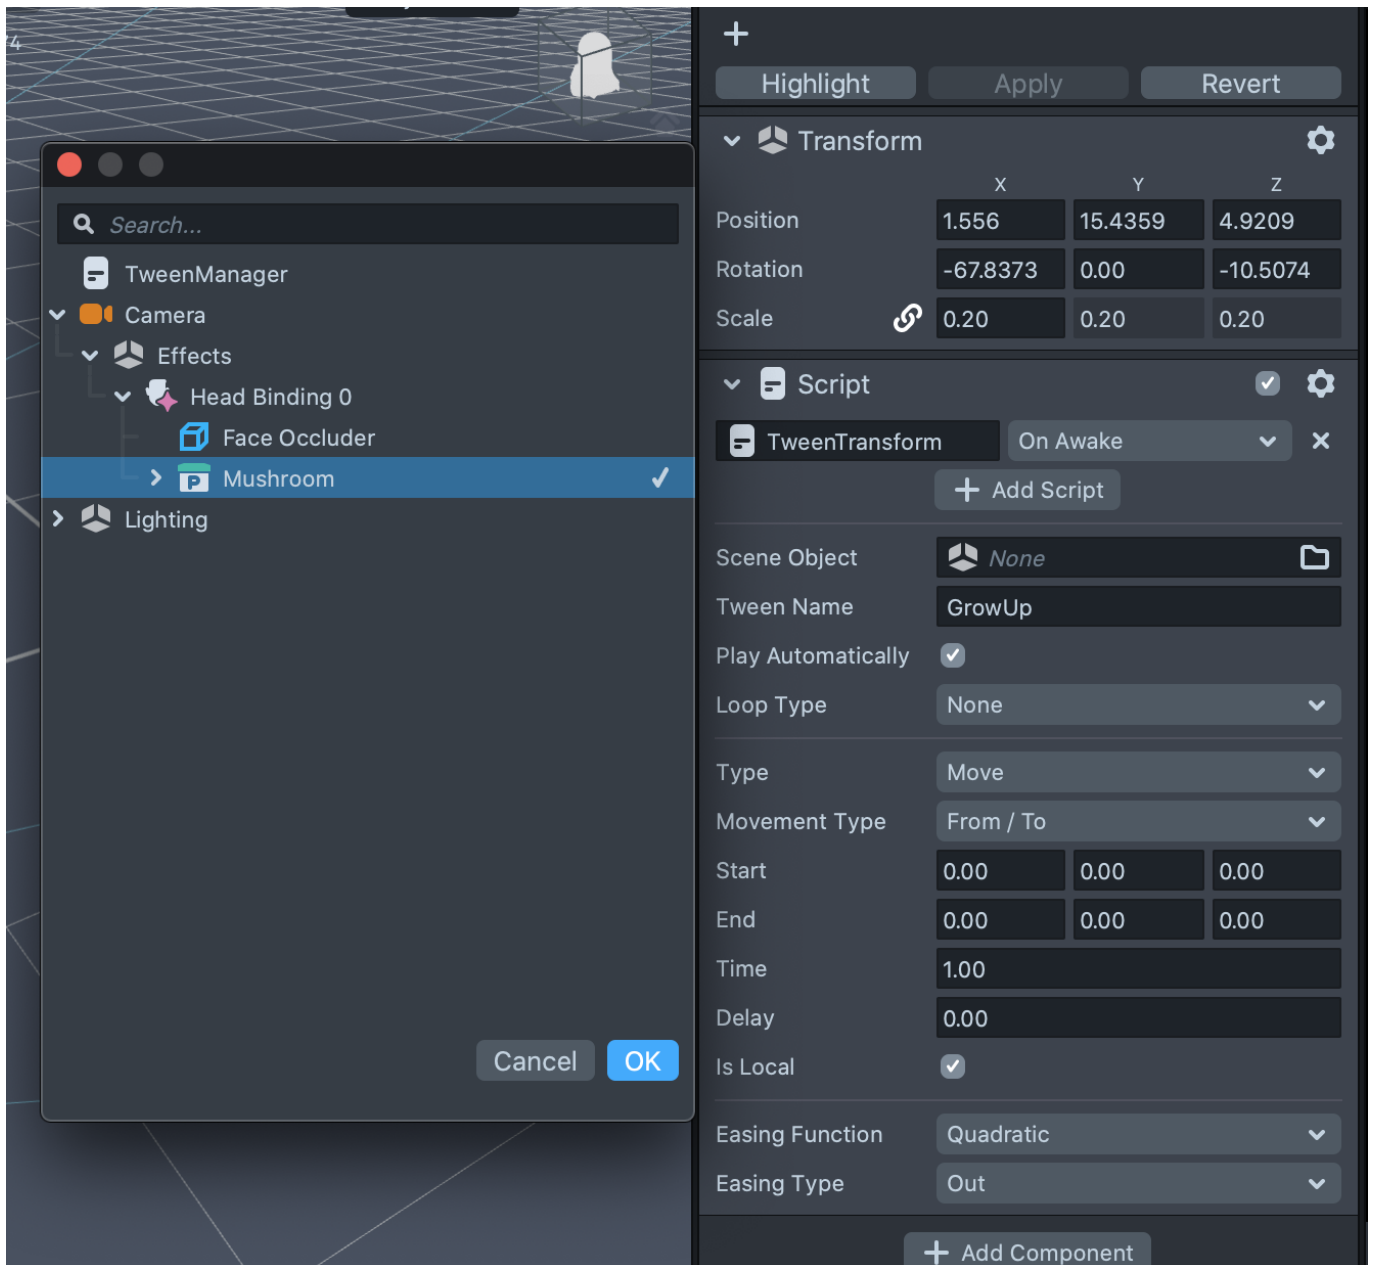 Highlight Apply Revert
Transform
X Y Z
Position 1.556 15.4359 4.9209
Rotation -67.8373 0.00 -10.5074
Scale 0.20 0.20 0.20
Script
TweenTransform On Awake
Add Script
Scene Object None
Tween Name GrowUp
Play Automatically
Loop Type None
Type Move
Movement Type From / To
Start 0.00 0.00 0.00
End 0.00 0.00 0.00
Time 1.00
Delay 0.00
Is Local
Easing Function Quadratic
Easing Type Out
Add Component
Search...
TweenManager
Camera
Effects
Head Binding 0
Face Occluder
P Mushroom
Lighting
Cancel OK